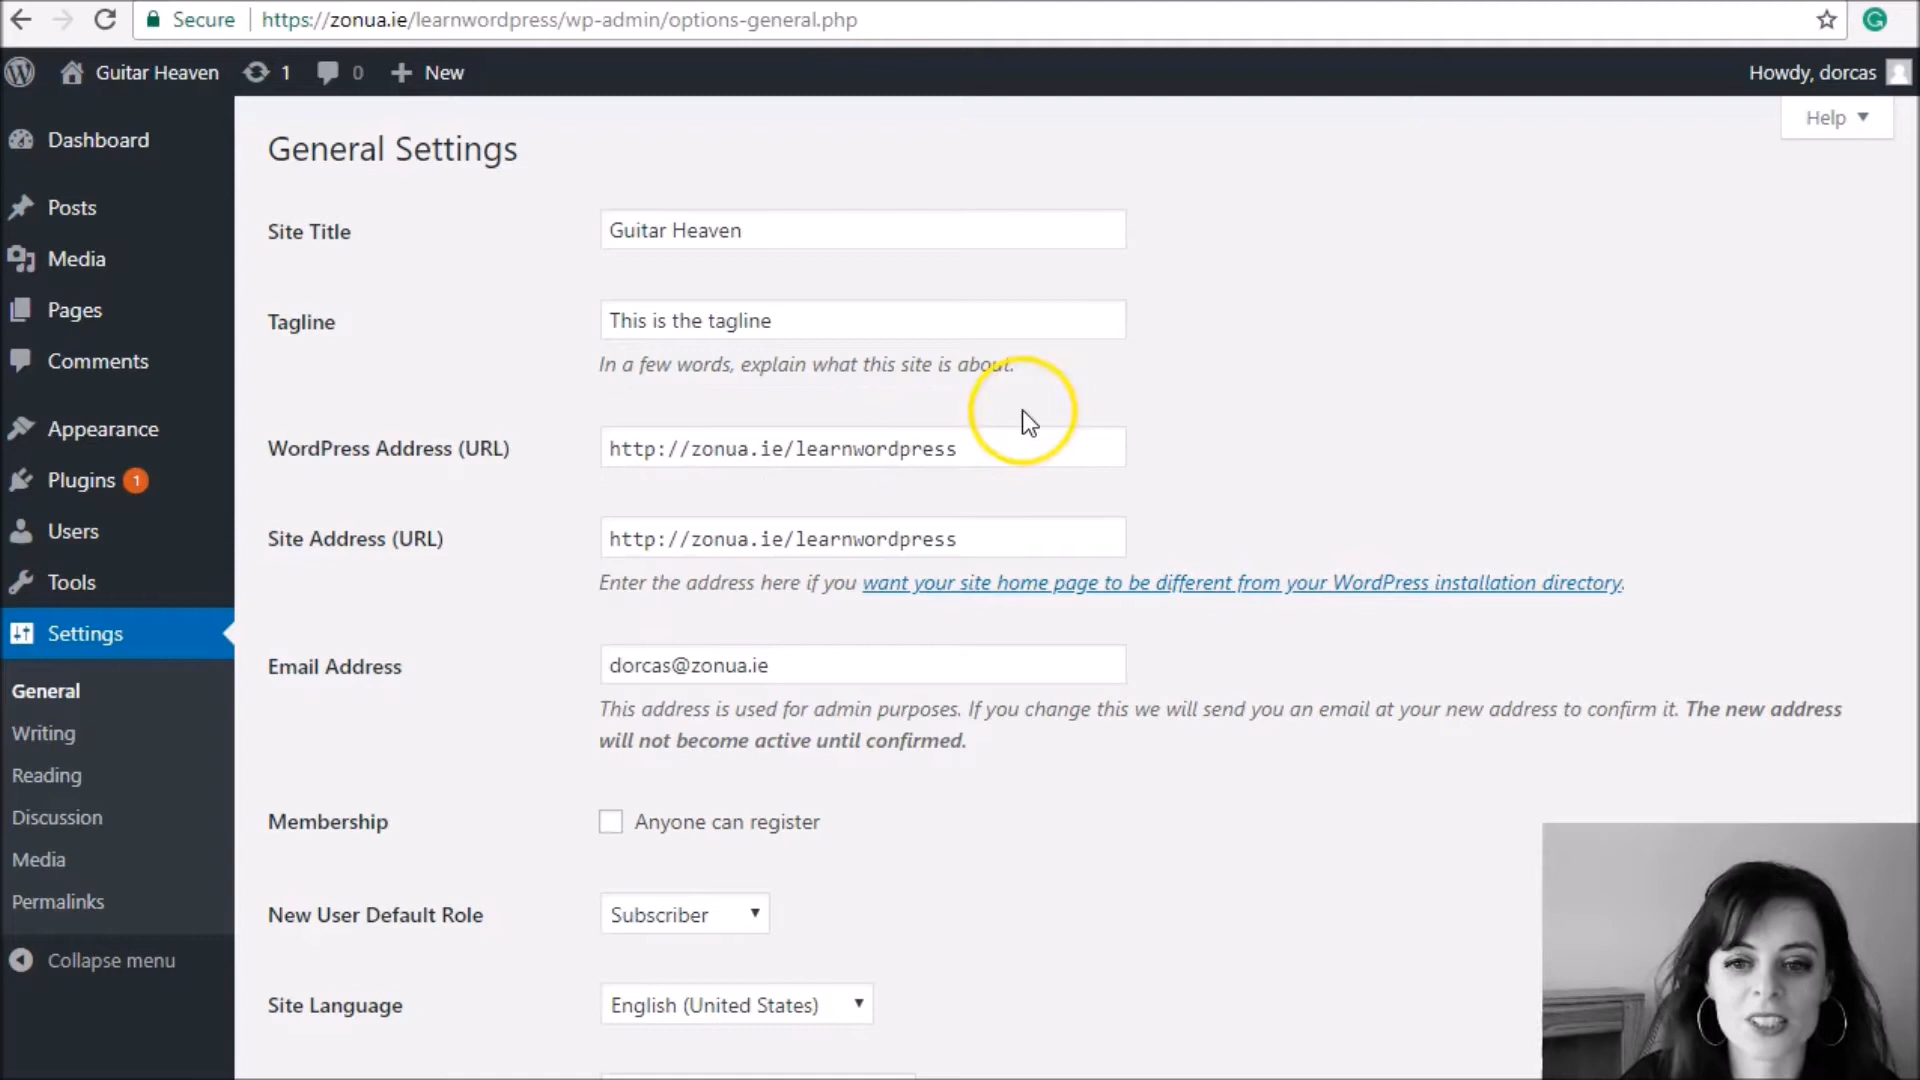 Secure https://zonua.ie/learnwordpress/wp-admin/options-general.php
Guitar Heaven 1 0 New Howdy, dorcas
Help
Dashboard
Posts
Media
Pages
Comments
Appearance
Plugins 1
Users
Tools
Settings
General
Writing
Reading
Discussion
Media
Permalinks
Collapse menu
General Settings
Site Title Guitar Heaven
Tagline This is the tagline
In a few words, explain what this site is about.
WordPress Address (URL) http://zonua.ie/learnwordpress
Site Address (URL) http://zonua.ie/learnwordpress
Enter the address here if you want your site home page to be different from your WordPress installation directory.
Email Address dorcas@zonua.ie
This address is used for admin purposes. If you change this we will send you an email at your new address to confirm it. The new address
will not become active until confirmed.
Membership Anyone can register
New User Default Role Subscriber
Site Language English (United States)